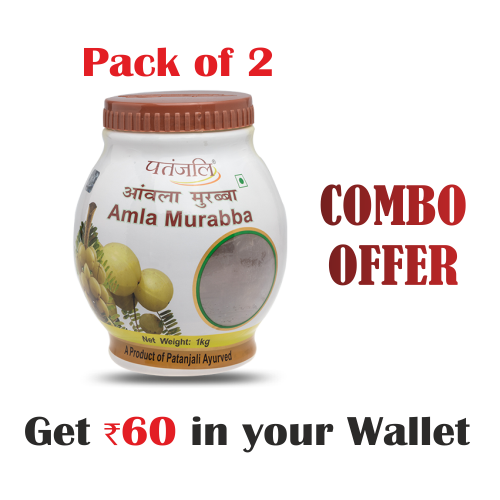 Pack of 2
पतंजलि
आंवला मुरब्बा
Amla Murabba
Net Weight: 1kg
A Product of Patanjali Ayurved
COMBO
OFFER
Get ₹60 in your Wallet